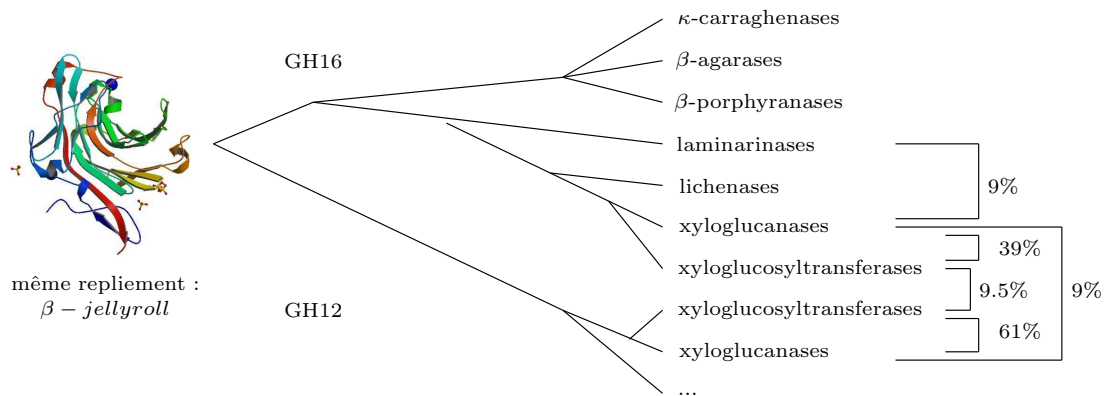 GH16
κ-carraghenases
β-agarases
β-porphyranases
laminarinases
lichenases
xyloglucanases
xyloglucosyltransferases
xyloglucosyltransferases
xyloglucanases
...
9%
39%
9.5%
9%
61%
même repliement :
β − jellyroll
GH12